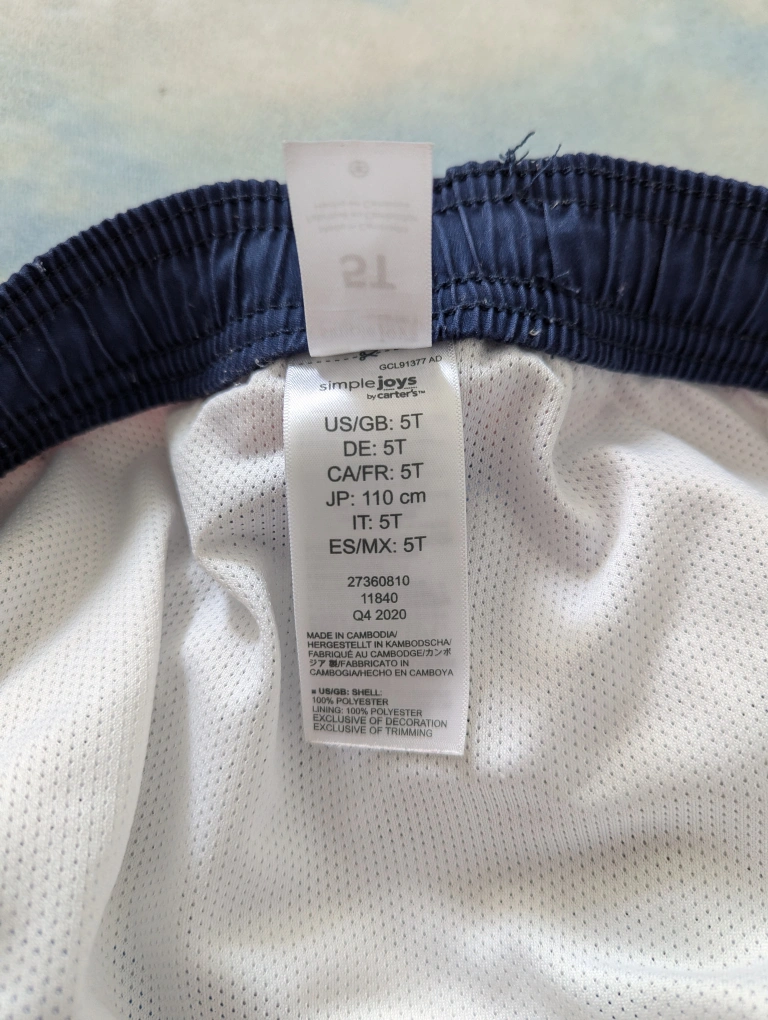 5T
GCL91377 AD
simple joys
by carter's™
US/GB: 5T
DE: 5T
CA/FR: 5T
JP: 110 cm
IT: 5T
ES/MX: 5T
27360810
11840
Q4 2020
MADE IN CAMBODIA/
HERGESTELLT IN KAMBODSCHA/
FABRIQUÉ AU CAMBODGE/カンボ
ジア 製/FABBRICATO IN
CAMBOGIA/HECHO EN CAMBOYA
■ US/GB: SHELL:
100% POLYESTER
LINING: 100% POLYESTER
EXCLUSIVE OF DECORATION
EXCLUSIVE OF TRIMMING